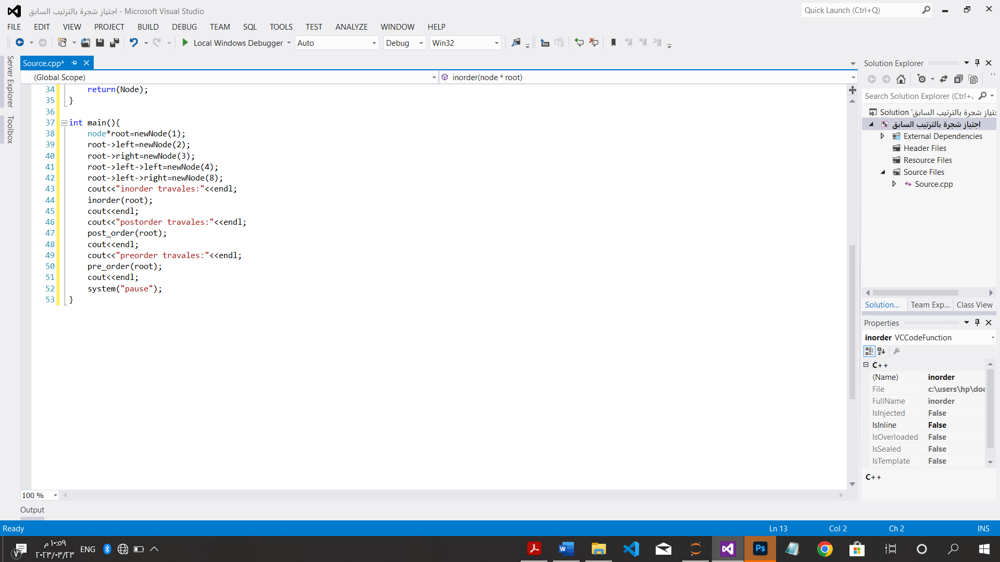 اجتياز شجرة بالترتيب السابق - Microsoft Visual Studio
Quick Launch (Ctrl+Q)
FILE EDIT VIEW PROJECT BUILD DEBUG TEAM SQL TOOLS TEST ANALYZE WINDOW HELP
Local Windows Debugger Auto Debug Win32
Server Explorer
Toolbox
Source.cpp*
(Global Scope) inorder(node * root)
34 return(Node);
35 }
36
37 int main(){
38 node*root=newNode(1);
39 root->left=newNode(2);
40 root->right=newNode(3);
41 root->left->left=newNode(4);
42 root->left->right=newNode(8);
43 cout<<"inorder travales:"<<endl;
44 inorder(root);
45 cout<<endl;
46 cout<<"postorder travales:"<<endl;
47 post_order(root);
48 cout<<endl;
49 cout<<"preorder travales:"<<endl;
50 pre_order(root);
51 cout<<endl;
52 system("pause");
53 }
100 %
Output
Solution Explorer
Search Solution Explorer (Ctrl+
Solution 'اجتياز شجرة بالترتيب السابق
اجتياز شجرة بالترتيب السابق
External Dependencies
Header Files
Resource Files
Source Files
Source.cpp
Solution... Team Exp... Class View
Properties
inorder VCCodeFunction
C++
(Name) inorder
File c:\users\hp\doc
FullName inorder
IsInjected False
IsInline False
IsOverloaded False
IsSealed False
IsTemplate False
C++
Ready Ln 13 Col 2 Ch 2 INS
٧
١٠:٥٩ م
٢٠٢٣/٠٣/٢٣
ENG
W
Ps